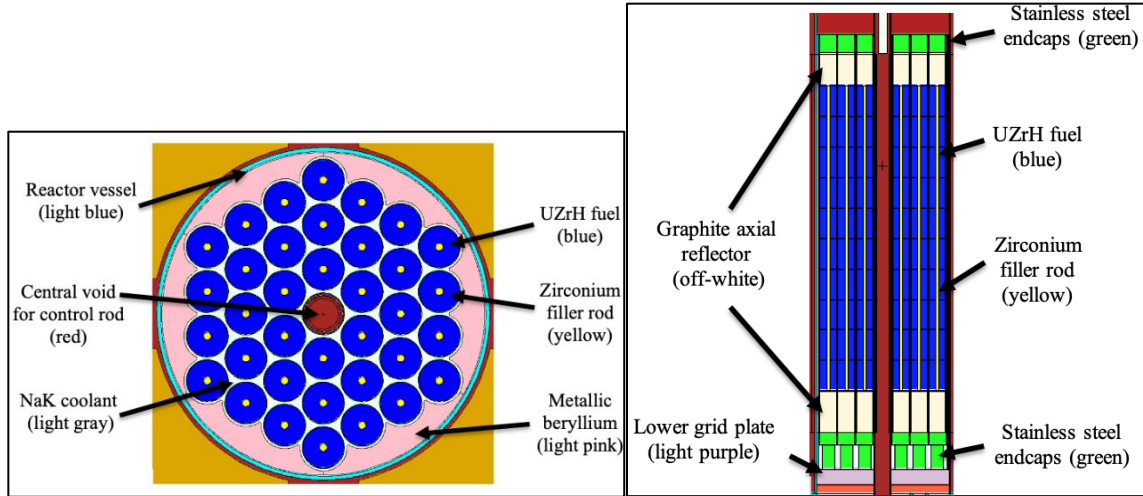 Reactor vessel
(light blue)
Central void
for control rod
(red)
NaK coolant
(light gray)
UZrH fuel
(blue)
Zirconium
filler rod
(yellow)
Metallic
beryllium
(light pink)
Graphite axial
reflector
(off-white)
Lower grid plate
(light purple)
Stainless steel
endcaps (green)
UZrH fuel
(blue)
Zirconium
filler rod
(yellow)
Stainless steel
endcaps (green)